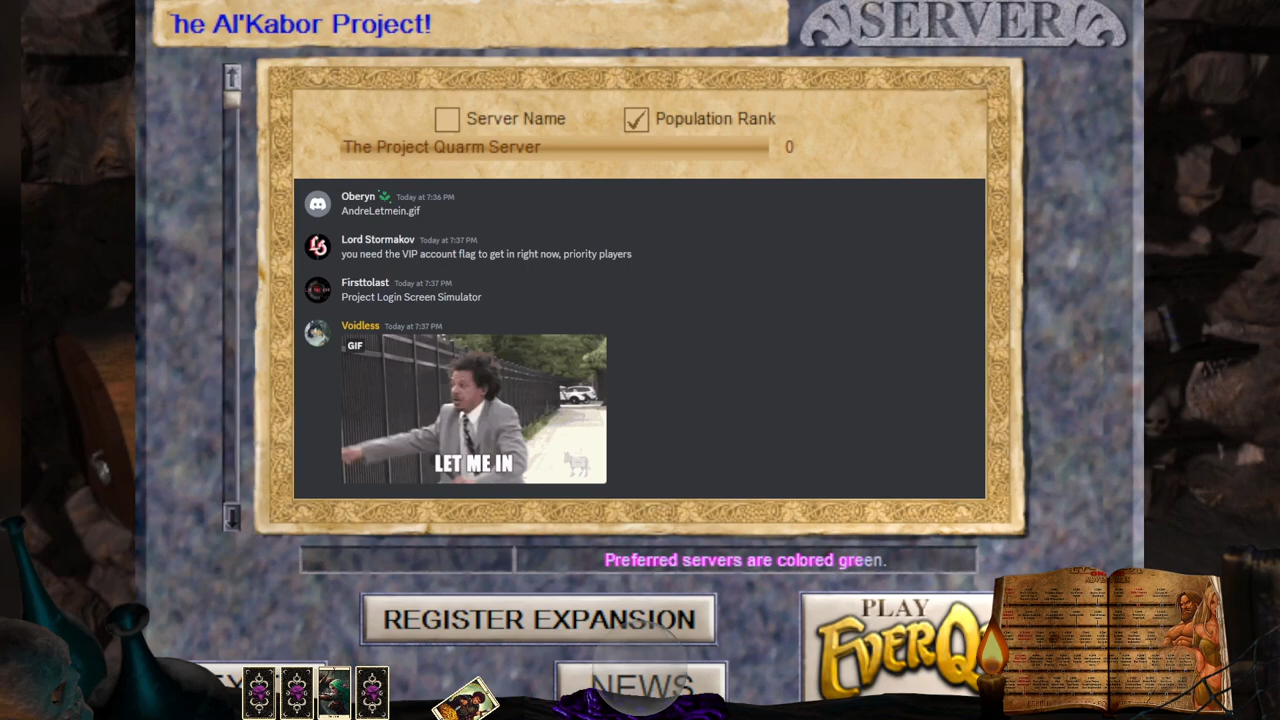 he Al'Kabor Project!
SERVER
Server Name
Population Rank
The Project Quarm Server 0
Oberyn Today at 7:36 PM
AndreLetmein.gif
Lord Stormakov Today at 7:37 PM
you need the VIP account flag to get in right now, priority players
Firsttolast Today at 7:37 PM
Project Login Screen Simulator
Voidless Today at 7:37 PM
GIF
LET ME IN
Preferred servers are colored green.
REGISTER EXPANSION
PLAY
EVERQ
NEWS